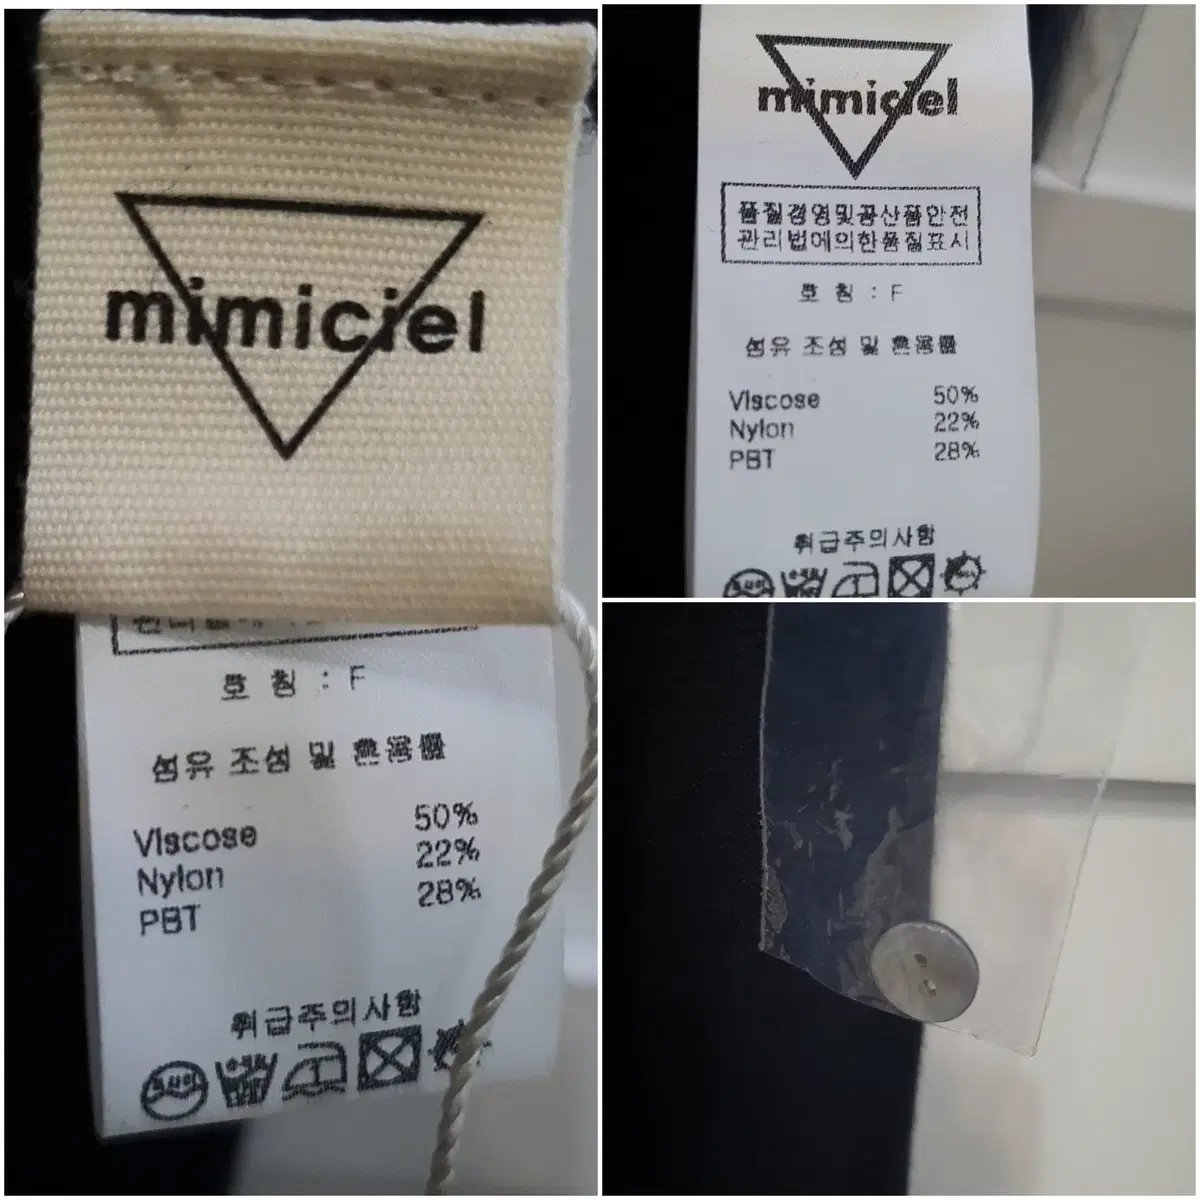 mimiciel
호 칭 : F
섬유 조성 및 혼용률
Viscose 50%
Nylon 22%
PBT 28%
취급주의사항
mimiciel
품질경영및공산품안전
관리법에의한품질표시
호 칭 : F
섬유 조성 및 혼용률
Viscose 50%
Nylon 22%
PBT 28%
취급주의사항